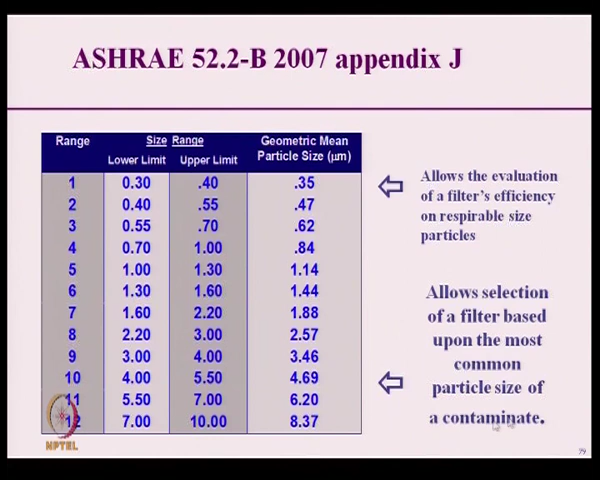 ASHRAE 52.2-B 2007 appendix J
Range Size Range Geometric Mean
Lower Limit Upper Limit Particle Size (µm)
1 0.30 .40 .35
2 0.40 .55 .47
3 0.55 .70 .62
4 0.70 1.00 .84
5 1.00 1.30 1.14
6 1.30 1.60 1.44
7 1.60 2.20 1.88
8 2.20 3.00 2.57
9 3.00 4.00 3.46
10 4.00 5.50 4.69
11 5.50 7.00 6.20
12 7.00 10.00 8.37
Allows the evaluation
of a filter's efficiency
on respirable size
particles
Allows selection
of a filter based
upon the most
common
particle size of
a contaminate.
NPTEL
79